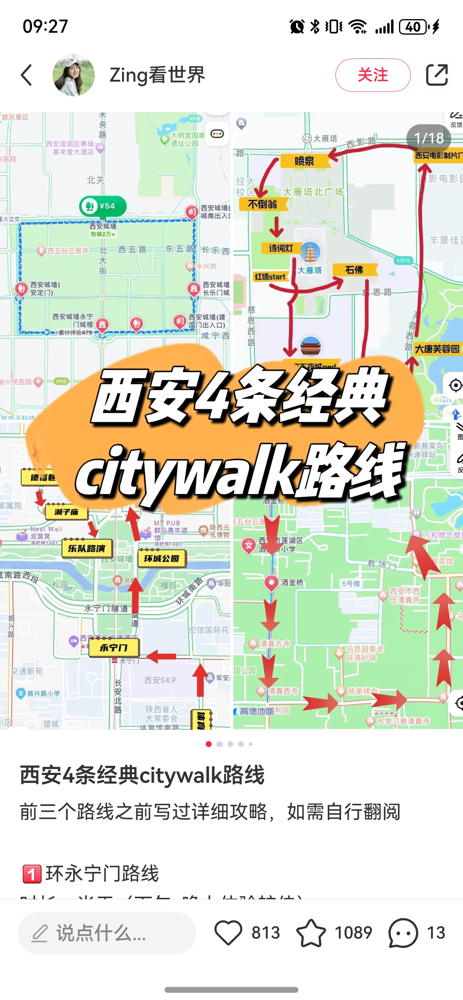 09:27
40
Zing看世界
关注
1/18
游风景区
未央路
4号线
大明宫国家
遗址公园
西安莲湖区赛瑞
喜来登大酒店
兴医院
北关
¥54
西安城墙
热销2万+
西安城墙(
城角出入口
星火立交
西五台云居寺
北大街
西五路
东五路
长乐西
永兴坊
西安城墙(
安定门)
西安城墙
长乐门城
西安城墙永宁
门城楼
累计评论479
西安城墙(建
国门出入口)
咸宁西
省人民医院
5号线
安电子科技
反馈
大雁塔
西影路
路
喷泉
西安电影制片厂
西影电影园
经大
校区
大雁塔北广场
不倒翁
诗词灯
丰景佳园
4号线
大雁塔
石佛
红墙start
慈恩路
慈恩西路
芙蓉西路
大唐芙蓉园
西安4条经典
citywalk路线
德福巷
巷
家属院
湘子庙
Near Wall
泥窝窝
清吧榜Top1
乐队路演
MY PUB
群众青年酒
馆
清吧榜Top2
陕西元
化博物
环城公园
西安城墙
城南路西段
松园
吊桥
榴园
环城南路
华阳
永宁门隧道
盘道
振兴路
宏信国际花
永宁门
永宁门
交通新苑
西安SKP
军安
振兴路小学
长安北路
陕西省人
大常委会
小区
望城
体育馆南路
体育
新巷菜鸟
快递驿站
图
反
洒金桥
西五台云居
西安市莲湖区
洒金桥小学
万和燃气壁
郎菜馆
教场门
洒金桥
5号楼
西安市西
仓清真寺
清真古寺
马昆超香老
味道砂锅
国公园
清真西寺
杨家烤肉
高德地图
利区
大学习巷清真寺
西安4条经典citywalk路线
前三个路线之前写过详细攻略，如需自行翻阅
1 环永宁门路线
说点什么...
813
1089
13